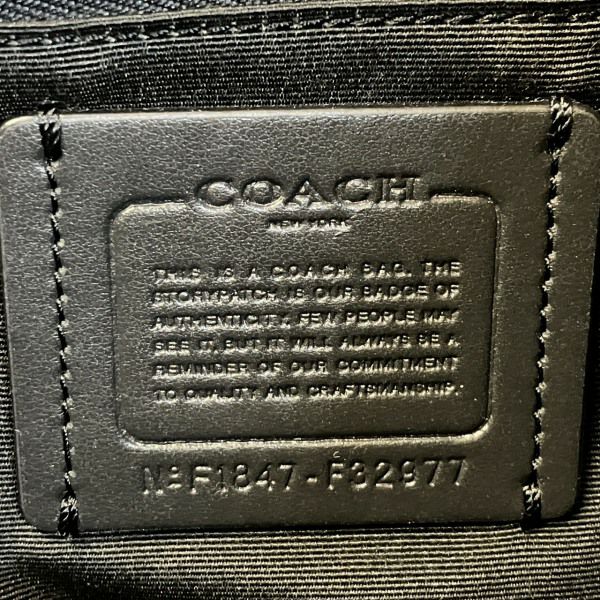 COACH
NEW YORK
THIS IS A COACH BAG. THE
STORYPATCH IS OUR BADGE OF
AUTHENTICITY. FEW PEOPLE MAY
SEE IT, BUT IT WILL ALWAYS BE A
REMINDER OF OUR COMMITMENT
TO QUALITY AND CRAFTSMANSHIP.
Nº F1847-F32977